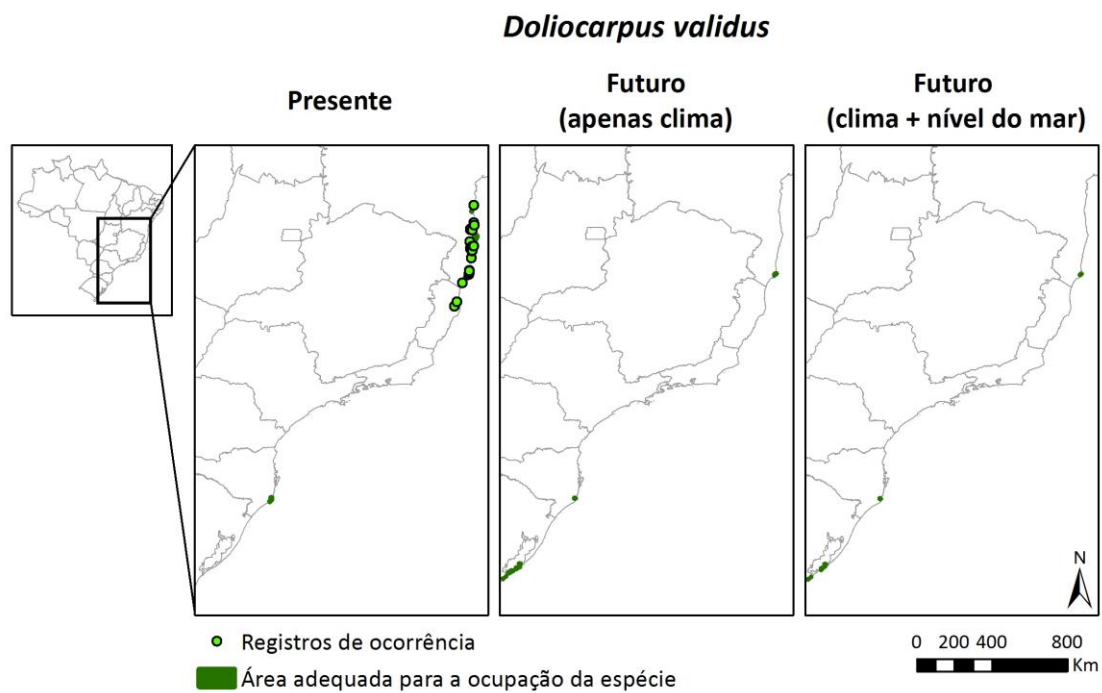 Doliocarpus validus
Presente
Futuro
(apenas clima)
Futuro
(clima + nível do mar)
N
Registros de ocorrência
Área adequada para a ocupação da espécie
0 200 400 800
Km